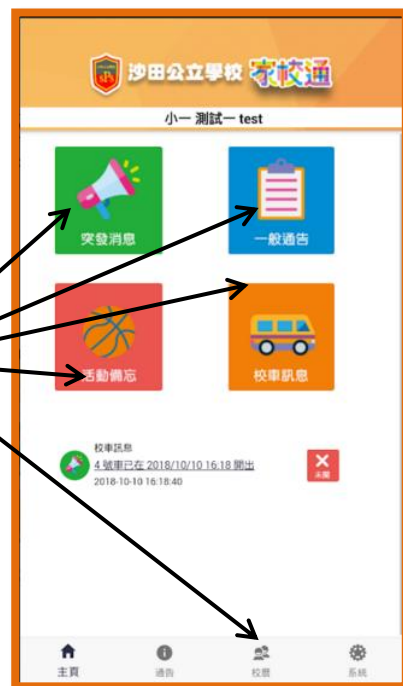 沙田公立學校 家校通
小一 測試一 test
突發消息
一般通告
活動備忘
校車訊息
校車訊息
4 號車已在 2018/10/10 16:18 開出
2018-10-10 16:18:40
未閱
主頁
通告
校曆
系統